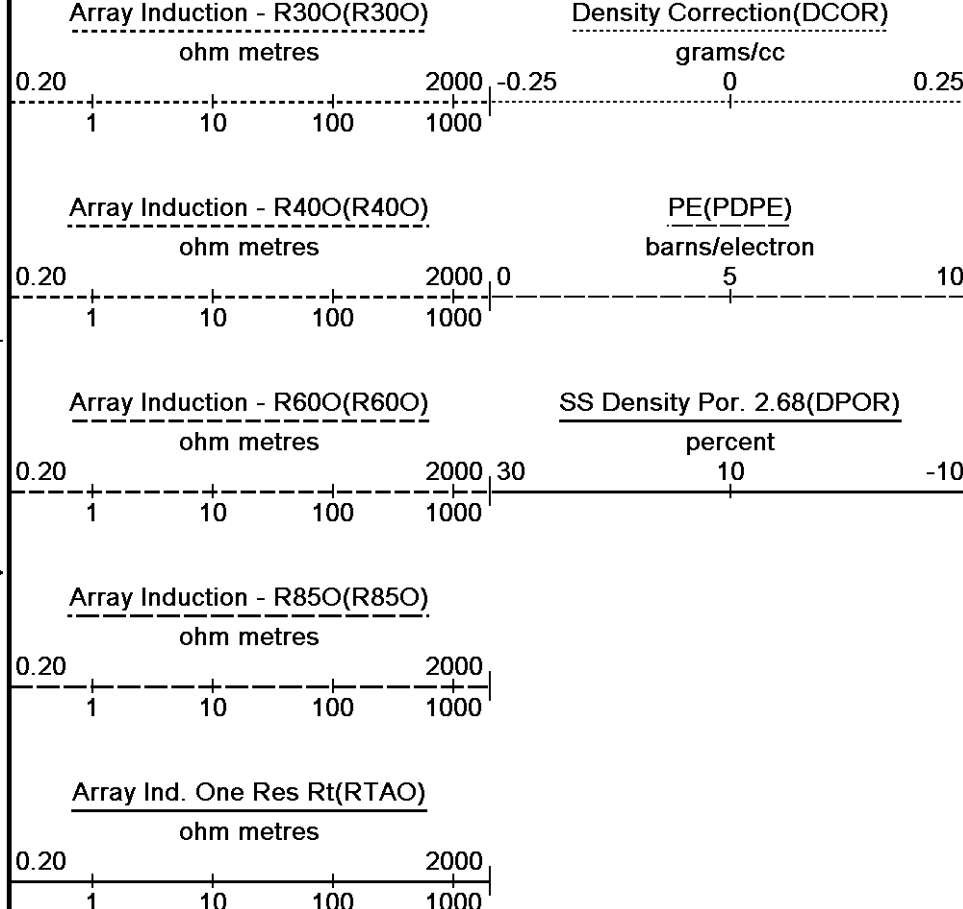 Array Induction - R30O(R30O)
ohm metres
0.20 2000
1 10 100 1000
Density Correction(DCOR)
grams/cc
-0.25 0 0.25
Array Induction - R40O(R40O)
ohm metres
0.20 2000
1 10 100 1000
PE(PDPE)
barns/electron
0 5 10
Array Induction - R60O(R60O)
ohm metres
0.20 2000
1 10 100 1000
SS Density Por. 2.68(DPOR)
percent
30 10 -10
Array Induction - R85O(R85O)
ohm metres
0.20 2000
1 10 100 1000
Array Ind. One Res Rt(RTAO)
ohm metres
0.20 2000
1 10 100 1000